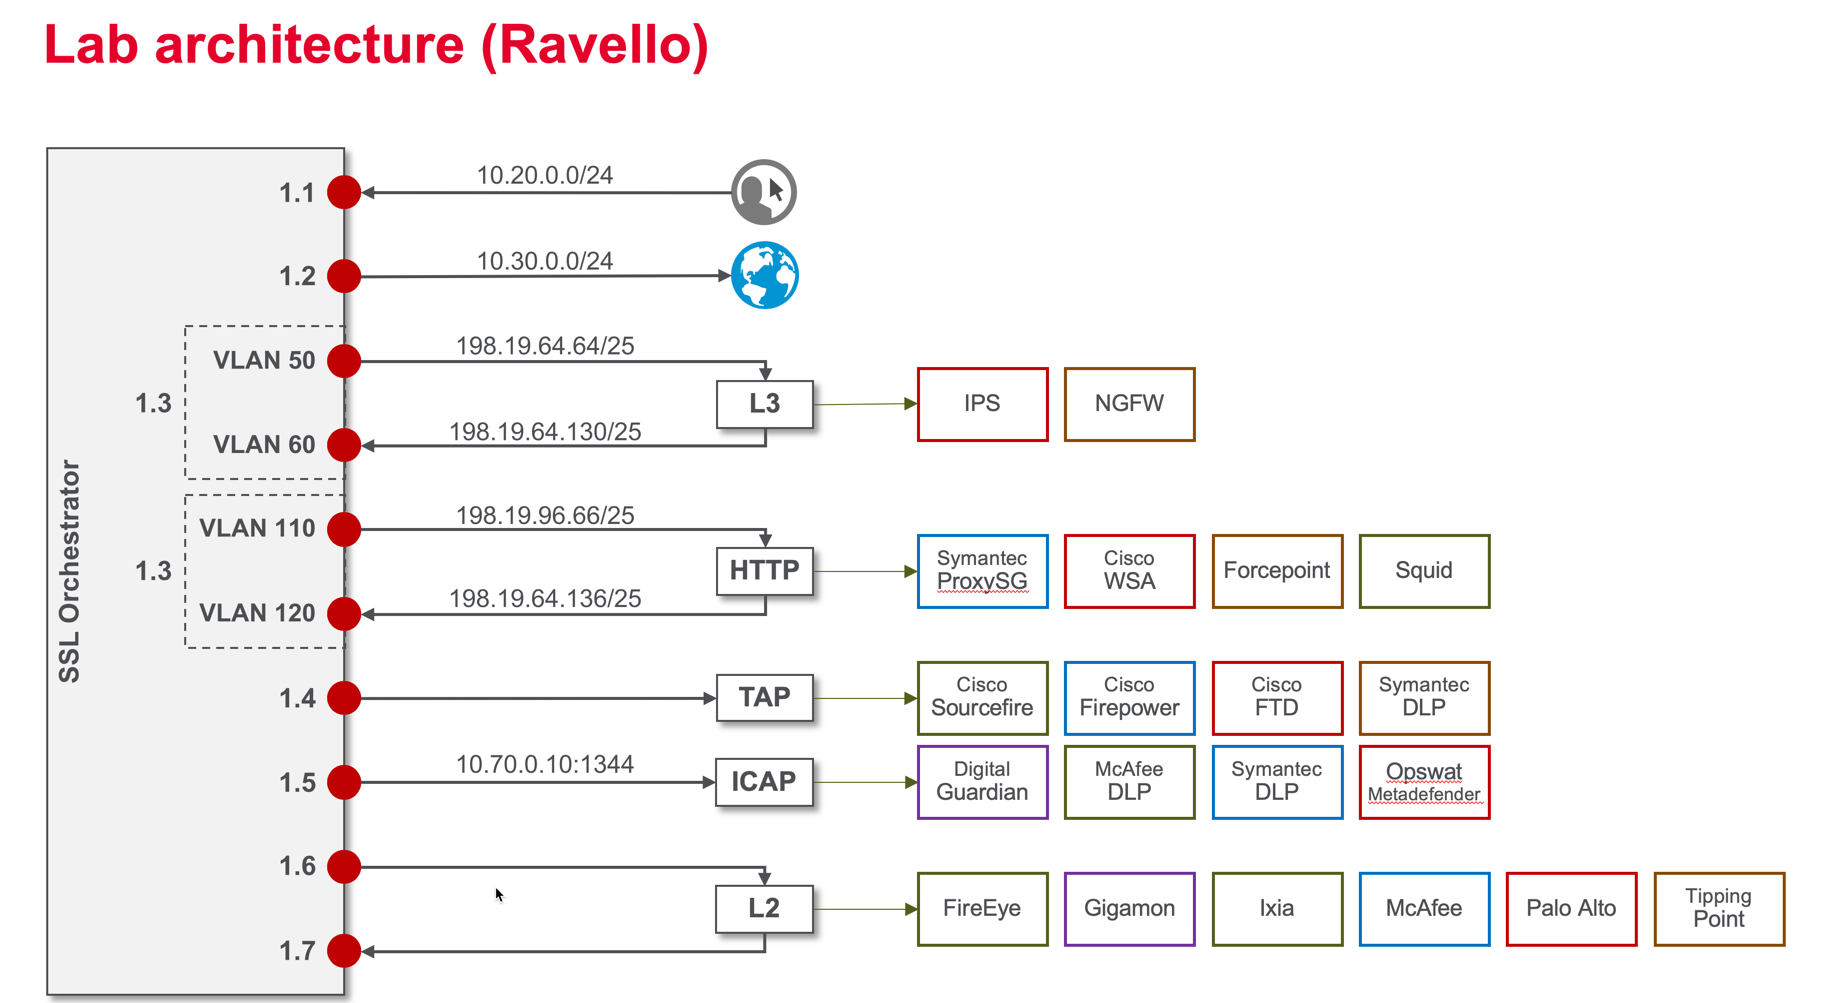 Lab architecture (Ravello)
SSL Orchestrator
1.1
10.20.0.0/24
1.2
10.30.0.0/24
1.3
VLAN 50
198.19.64.64/25
L3
IPS
NGFW
VLAN 60
198.19.64.130/25
1.3
VLAN 110
198.19.96.66/25
HTTP
Symantec
ProxySG
Cisco
WSA
Forcepoint
Squid
VLAN 120
198.19.64.136/25
1.4
TAP
Cisco
Sourcefire
Cisco
Firepower
Cisco
FTD
Symantec
DLP
1.5
10.70.0.10:1344
ICAP
Digital
Guardian
McAfee
DLP
Symantec
DLP
Opswat
Metadefender
1.6
L2
FireEye
Gigamon
Ixia
McAfee
Palo Alto
Tipping
Point
1.7